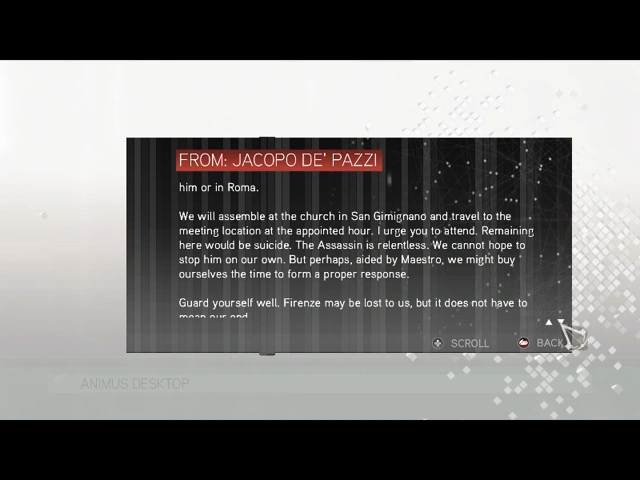 FROM: JACOPO DE' PAZZI
him or in Roma.
We will assemble at the church in San Gimignano and travel to the
meeting location at the appointed hour. I urge you to attend. Remaining
here would be suicide. The Assassin is relentless. We cannot hope to
stop him on our own. But perhaps, aided by Maestro, we might buy
ourselves the time to form a proper response.
Guard yourself well. Firenze may be lost to us, but it does not have to
mean our end
SCROLL
BACK
ANIMUS DESKTOP